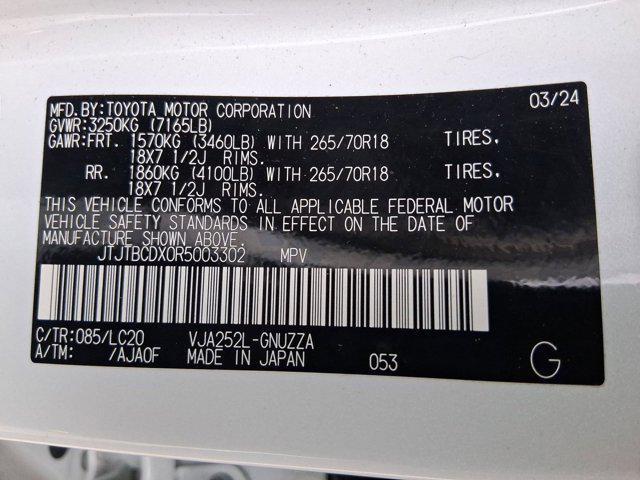 MFD. BY: TOYOTA MOTOR CORPORATION 03/24
GVWR: 3250KG (7165LB)
GAWR: FRT. 1570KG (3460LB) WITH 265/70R18 TIRES,
18X7 1/2J RIMS.
RR. 1860KG (4100LB) WITH 265/70R18 TIRES,
18X7 1/2J RIMS.
THIS VEHICLE CONFORMS TO ALL APPLICABLE FEDERAL MOTOR
VEHICLE SAFETY STANDARDS IN EFFECT ON THE DATE OF
MANUFACTURE SHOWN ABOVE.
JTJTBCDX0R5003302 MPV
C/TR: 085/LC20 VJA252L-GNUZZA
A/TM: /AJA0F MADE IN JAPAN 053 G